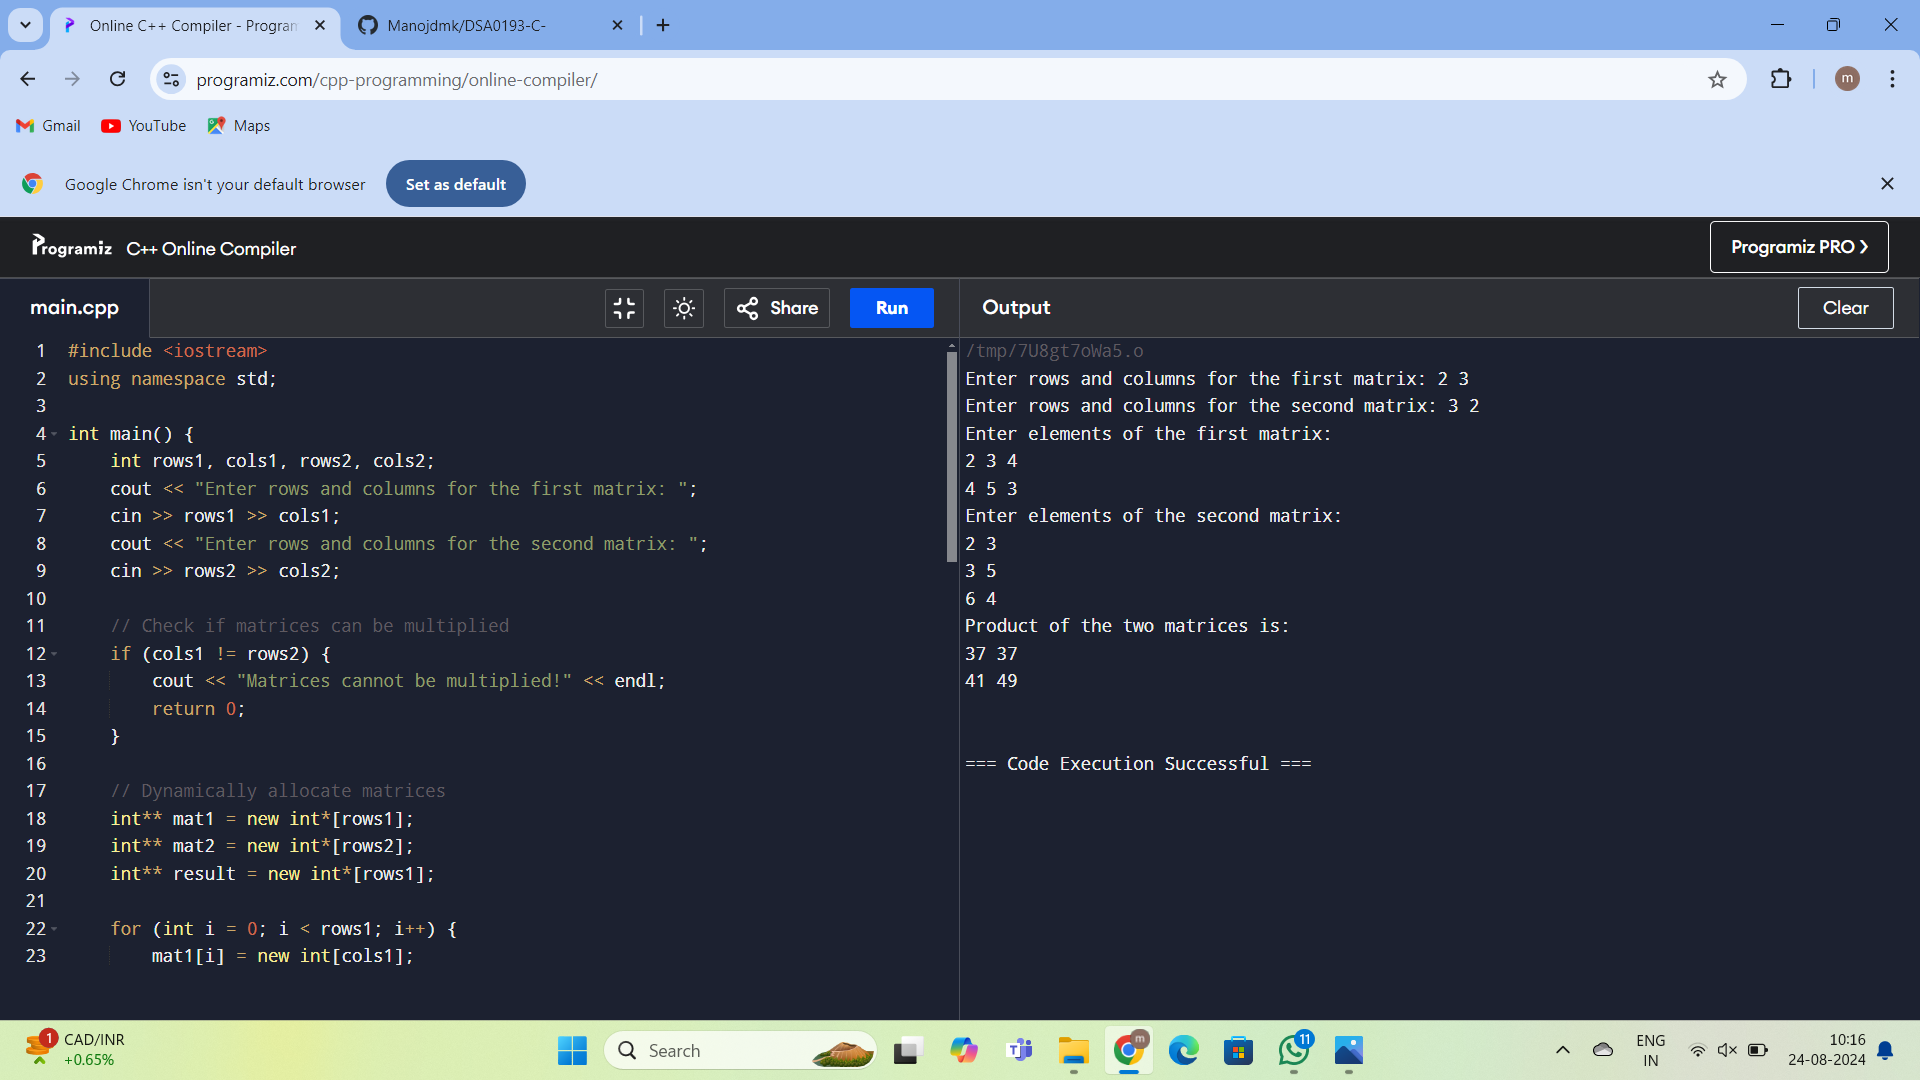 Online C++ Compiler - Program
Manojdmk/DSA0193-C-
programiz.com/cpp-programming/online-compiler/
m
Gmail
YouTube
Maps
Google Chrome isn't your default browser
Set as default
Programiz
C++ Online Compiler
Programiz PRO
main.cpp
Share
Run
Output
Clear
1 #include <iostream>
2 using namespace std;
3
4 int main() {
5     int rows1, cols1, rows2, cols2;
6     cout << "Enter rows and columns for the first matrix: ";
7     cin >> rows1 >> cols1;
8     cout << "Enter rows and columns for the second matrix: ";
9     cin >> rows2 >> cols2;
10
11     // Check if matrices can be multiplied
12     if (cols1 != rows2) {
13         cout << "Matrices cannot be multiplied!" << endl;
14         return 0;
15     }
16
17     // Dynamically allocate matrices
18     int** mat1 = new int*[rows1];
19     int** mat2 = new int*[rows2];
20     int** result = new int*[rows1];
21
22     for (int i = 0; i < rows1; i++) {
23         mat1[i] = new int[cols1];
/tmp/7U8gt7oWa5.o
Enter rows and columns for the first matrix: 2 3
Enter rows and columns for the second matrix: 3 2
Enter elements of the first matrix:
2 3 4
4 5 3
Enter elements of the second matrix:
2 3
3 5
6 4
Product of the two matrices is:
37 37
41 49
=== Code Execution Successful ===
1
CAD/INR
+0.65%
Search
m
11
ENG
IN
10:16
24-08-2024